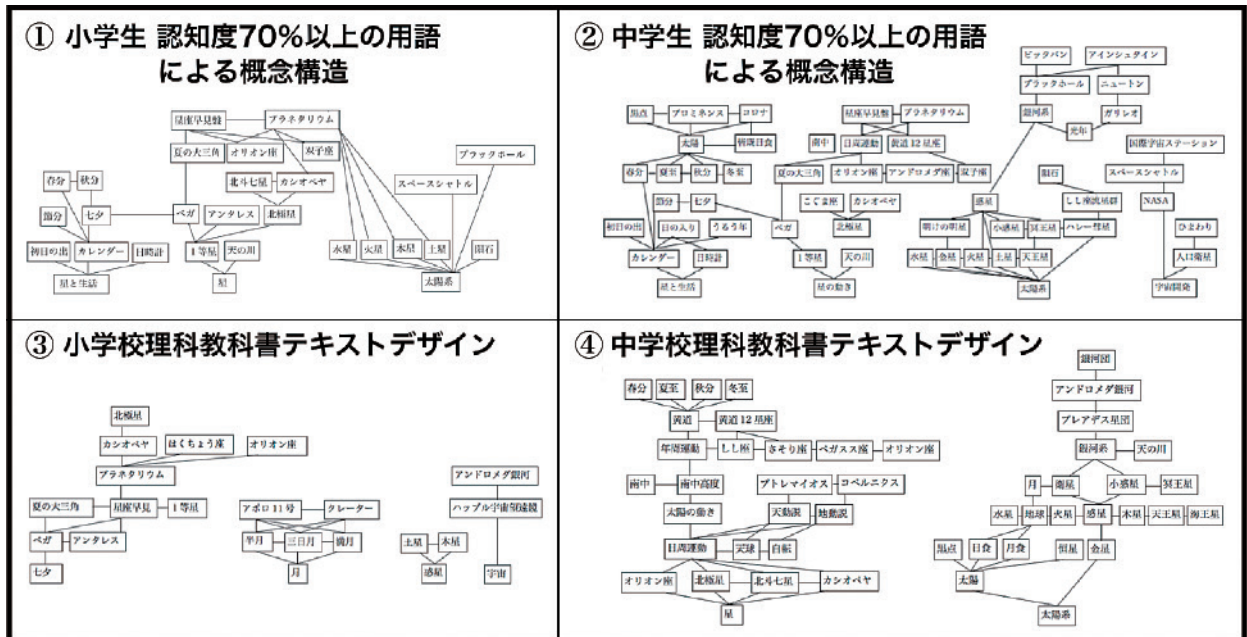 ① 小学生 認知度70%以上の用語
による概念構造
星座早見盤 プラネタリウム
夏の大三角 オリオン座 双子座
ブラックホール
春分 秋分
北斗七星 カシオペヤ
スペースシャトル
節分 七夕 ベガ アンタレス 北極星
初日の出 カレンダー 日時計 1等星 天の川 水星 火星 木星 土星 隕石
星と生活 星 太陽系
② 中学生 認知度70%以上の用語
による概念構造
ビッグバン アインシュタイン
ブラックホール ニュートン
黒点 プロミネンス コロナ 星座早見盤 プラネタリウム 銀河系 ガリレオ
光年
太陽 皆既日食 南中 日周運動 黄道12星座 国際宇宙ステーション
春分 夏至 秋分 冬至 夏の大三角 オリオン座 アンドロメダ座 双子座 隕石 スペースシャトル
節分 七夕 こぐま座 カシオペヤ 惑星 しし座流星群 NASA
初日の出 日の入り うるう年 ベガ 北極星 明けの明星 小惑星 冥王星 ハレー彗星 ひまわり
カレンダー 日時計 1等星 天の川 水星 金星 火星 土星 天王星 人口衛星
星と生活 星の動き 太陽系 宇宙開発
③ 小学校理科教科書テキストデザイン
北極星
カシオペヤ はくちょう座 オリオン座
プラネタリウム アンドロメダ銀河
夏の大三角 星座早見 1等星 アポロ11号 クレーター ハッブル宇宙望遠鏡
ベガ アンタレス 半月 三日月 満月 土星 木星
七夕 月 惑星 宇宙
④ 中学校理科教科書テキストデザイン
銀河団
春分 夏至 秋分 冬至 アンドロメダ銀河
黄道 黄道12星座 プレアデス星団
年周運動 しし座 さそり座 ペガスス座 オリオン座 銀河系 天の川
南中 南中高度 プトレマイオス コペルニクス 月 衛星 小惑星 冥王星
太陽の動き 天動説 地動説 水星 地球 火星 惑星 木星 天王星 海王星
日周運動 天球 自転 黒点 日食 月食 恒星 金星
オリオン座 北極星 北斗七星 カシオペヤ 太陽
星 太陽系